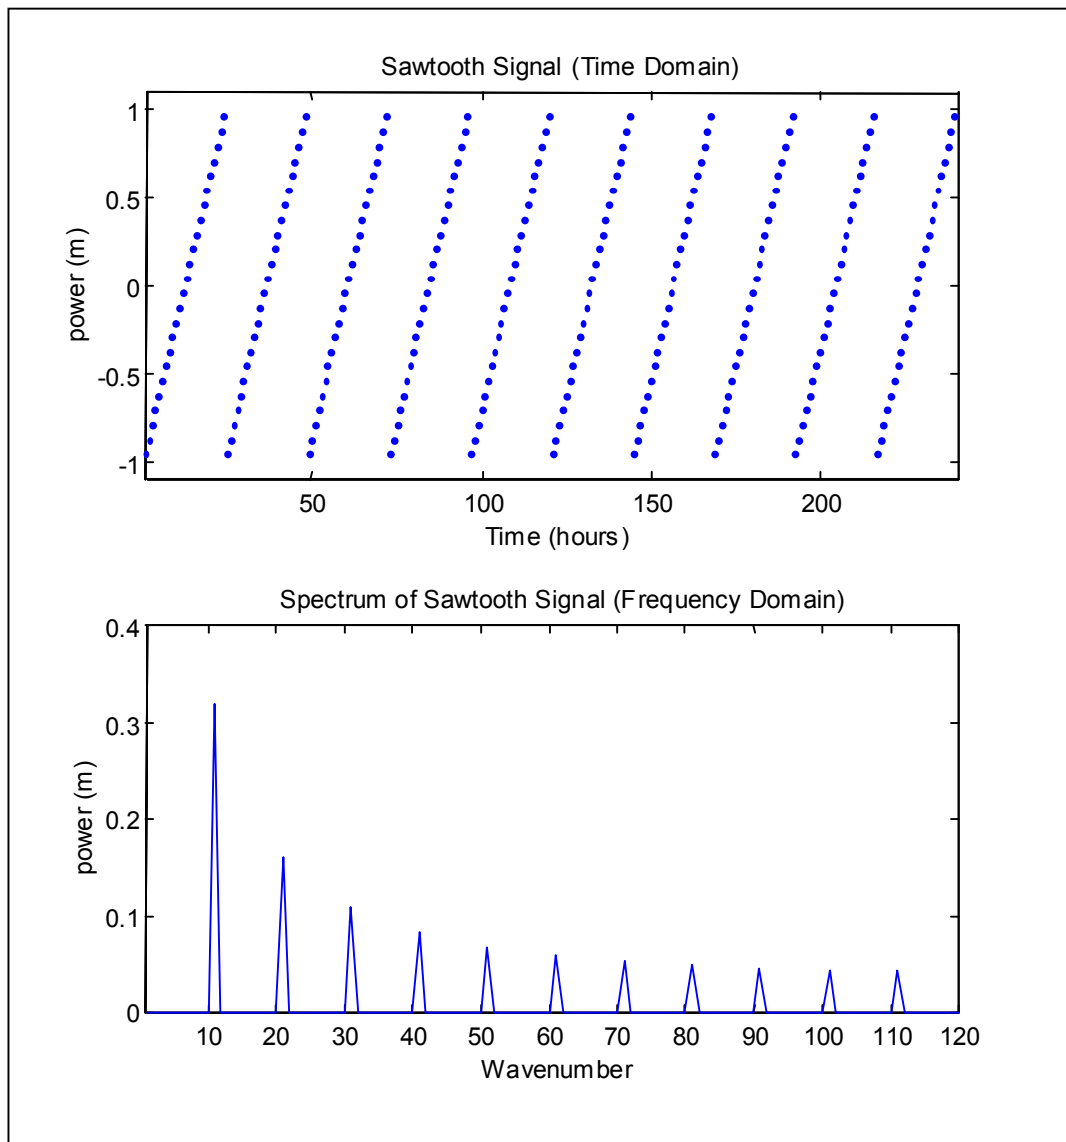 Sawtooth Signal (Time Domain)
power (m)
1
0.5
0
-0.5
-1
50 100 150 200
Time (hours)
Spectrum of Sawtooth Signal (Frequency Domain)
power (m)
0.4
0.3
0.2
0.1
0
10 20 30 40 50 60 70 80 90 100 110 120
Wavenumber